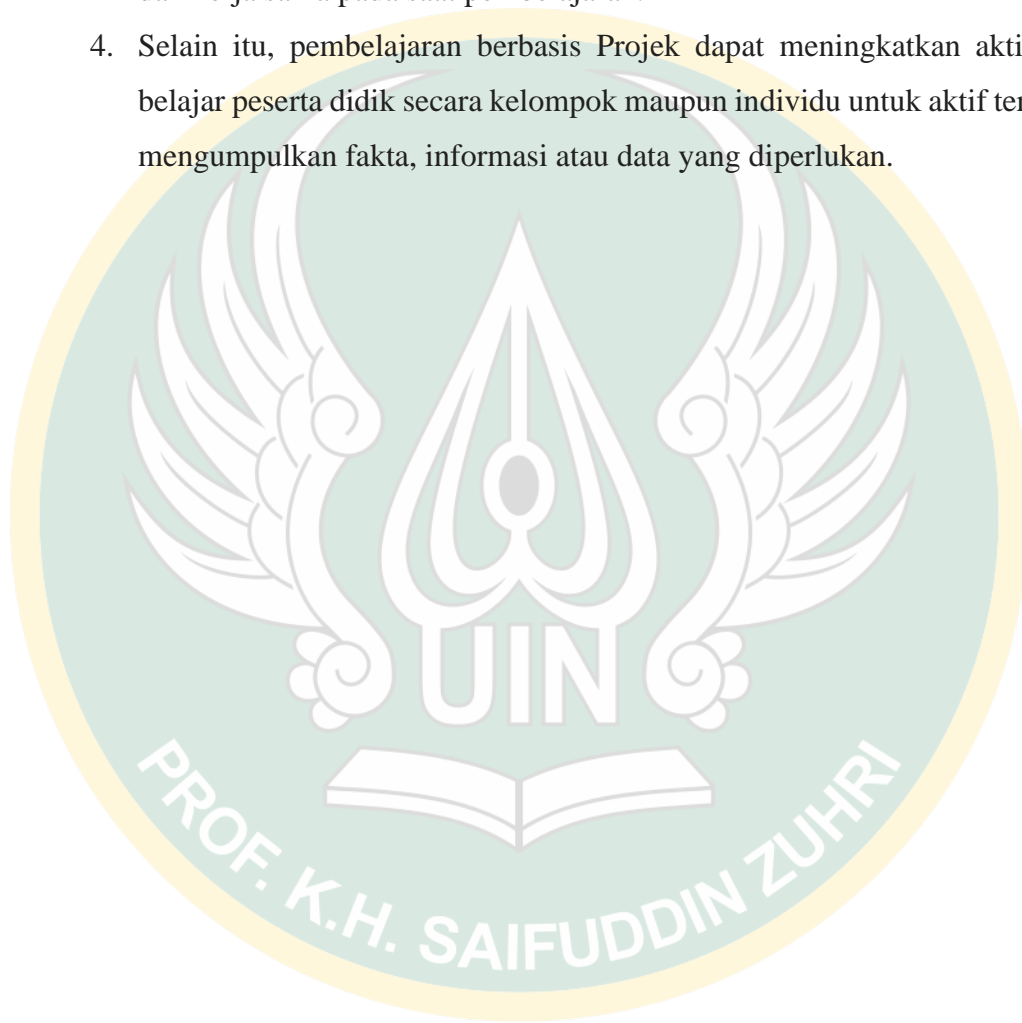 4. Selain itu, pembelajaran berbasis Projek dapat meningkatkan akti
belajar peserta didik secara kelompok maupun individu untuk aktif
mengumpulkan fakta, informasi atau data yang diperlukan.
UIN
PROF. K.H. SAIFUDDIN ZUHRI